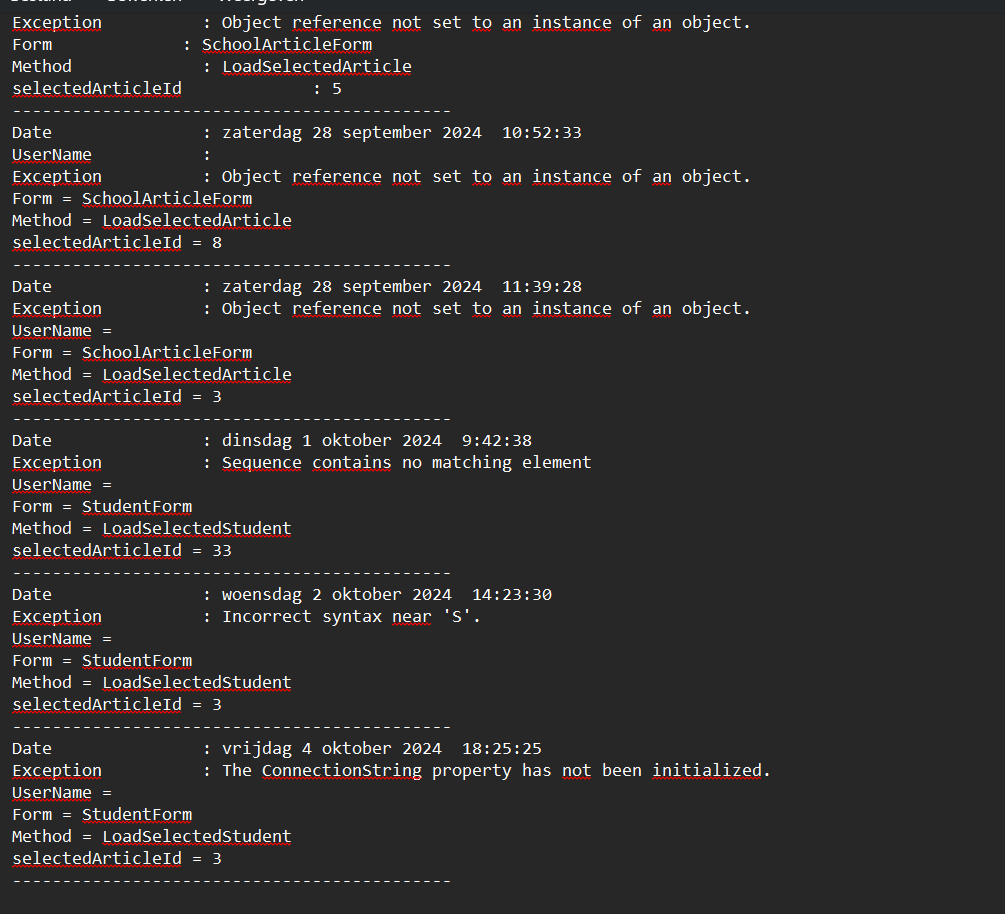 Exception          : Object reference not set to an instance of an object.
Form             : SchoolArticleForm
Method             : LoadSelectedArticle
selectedArticleId             : 5
--------------------------------------------
Date               : zaterdag 28 september 2024  10:52:33
UserName           :
Exception          : Object reference not set to an instance of an object.
Form = SchoolArticleForm
Method = LoadSelectedArticle
selectedArticleId = 8
--------------------------------------------
Date               : zaterdag 28 september 2024  11:39:28
Exception          : Object reference not set to an instance of an object.
UserName =
Form = SchoolArticleForm
Method = LoadSelectedArticle
selectedArticleId = 3
--------------------------------------------
Date               : dinsdag 1 oktober 2024  9:42:38
Exception          : Sequence contains no matching element
UserName =
Form = StudentForm
Method = LoadSelectedStudent
selectedArticleId = 33
--------------------------------------------
Date               : woensdag 2 oktober 2024  14:23:30
Exception          : Incorrect syntax near 'S'.
UserName =
Form = StudentForm
Method = LoadSelectedStudent
selectedArticleId = 3
--------------------------------------------
Date               : vrijdag 4 oktober 2024  18:25:25
Exception          : The ConnectionString property has not been initialized.
UserName =
Form = StudentForm
Method = LoadSelectedStudent
selectedArticleId = 3
--------------------------------------------